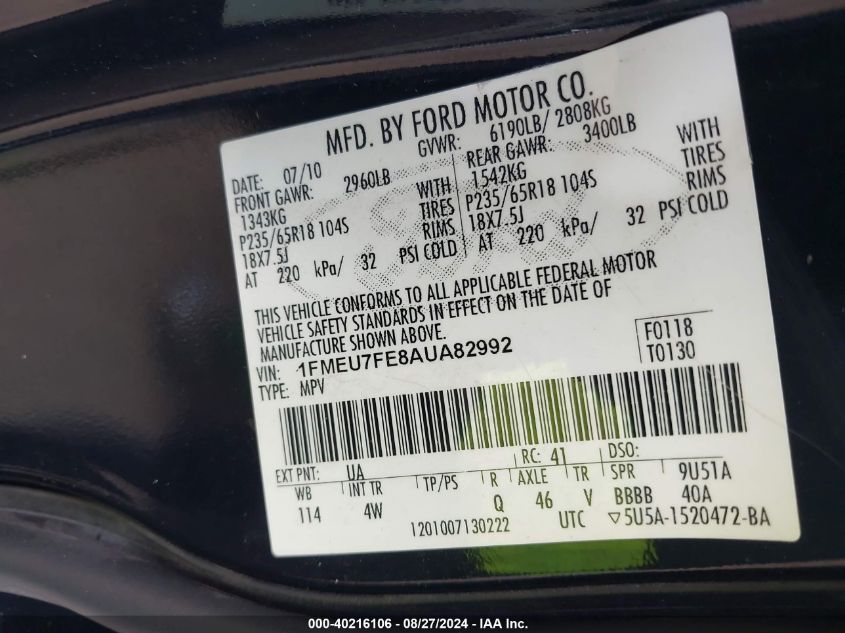 MFD. BY FORD MOTOR CO.
DATE: 07/10 GVWR: 6190LB/ 2808KG
FRONT GAWR: 2960LB REAR GAWR: 3400LB
1343KG WITH 1542KG WITH
P235/65R18 104S TIRES P235/65R18 104S TIRES
18X7.5J RIMS 18X7.5J RIMS
AT 220 kPa/ 32 PSI COLD AT 220 kPa/ 32 PSI COLD
THIS VEHICLE CONFORMS TO ALL APPLICABLE FEDERAL MOTOR
VEHICLE SAFETY STANDARDS IN EFFECT ON THE DATE OF
MANUFACTURE SHOWN ABOVE.
VIN: 1FMEU7FE8AUA82992 F0118
TYPE: MPV T0130
EXT PNT: UA RC: 41 DSO:
WB INT TR TP/PS R AXLE TR SPR 9U51A
114 4W Q 46 V BBBB 40A
1201007130222 UTC ▽5U5A-1520472-BA
000-40216106 - 08/27/2024 - IAA Inc.